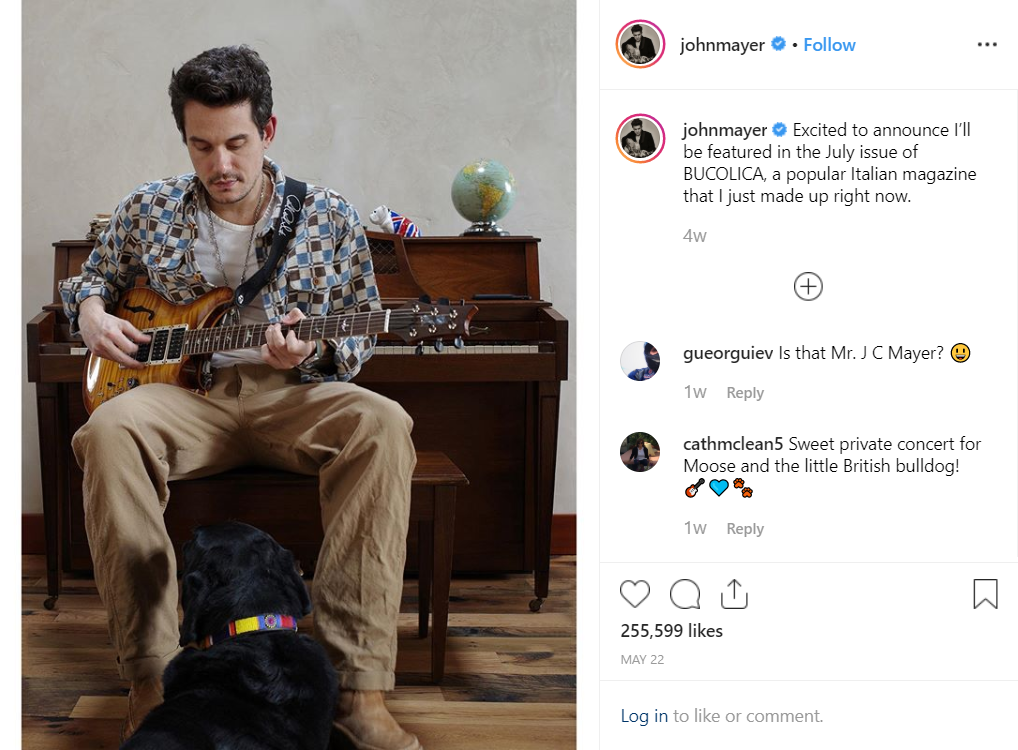 johnmayer • Follow
johnmayer Excited to announce I’ll
be featured in the July issue of
BUCOLICA, a popular Italian magazine
that I just made up right now.
4w
gueorguiev Is that Mr. J C Mayer? 😃
1w Reply
cathmclean5 Sweet private concert for
Moose and the little British bulldog!
🎸💙🐾
1w Reply
255,599 likes
MAY 22
Log in to like or comment.